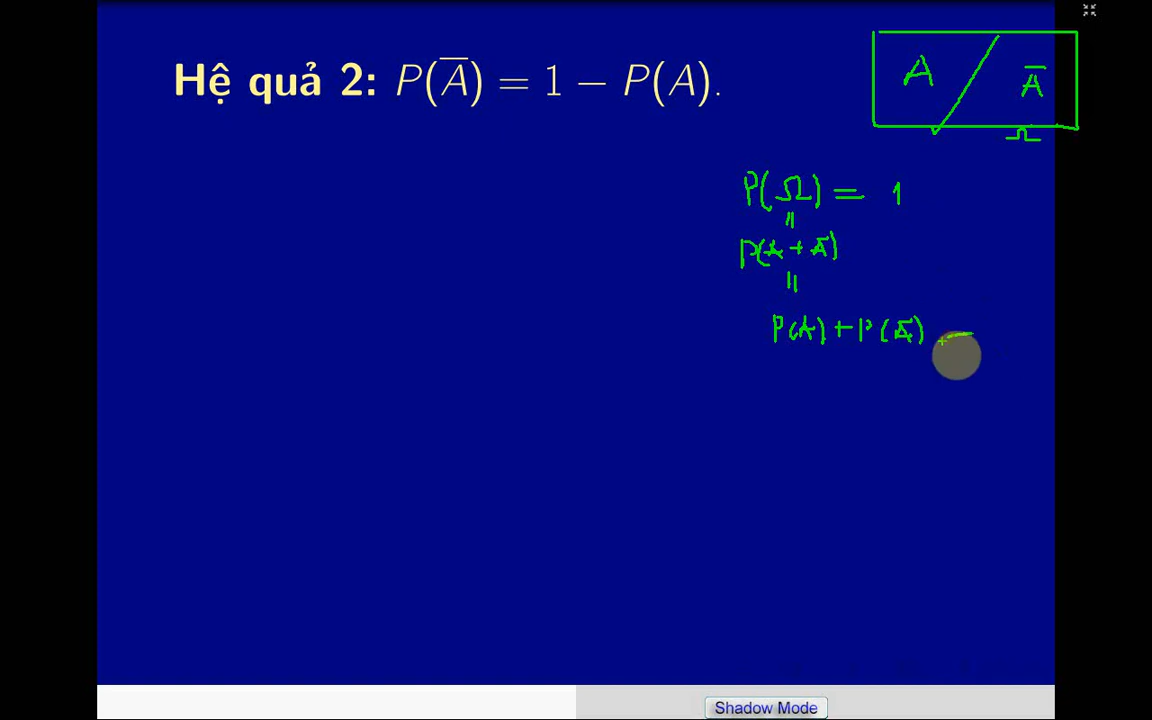 Hệ quả 2: P(A̅) = 1 − P(A).
A
A̅
Ω
P(Ω) = 1
=
P(A + A̅)
=
P(A) + P(A̅)
Shadow Mode